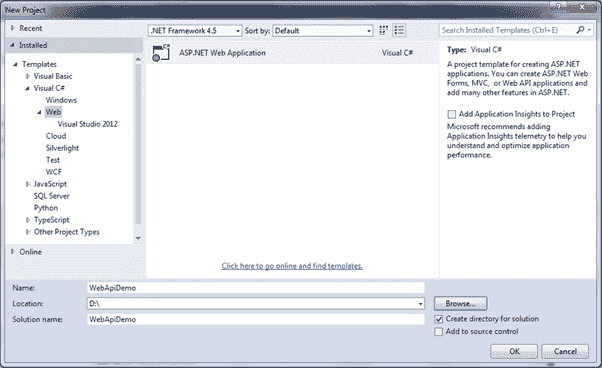 New Project
Recent
Installed
Templates
Visual Basic
Visual C#
Windows
Web
Visual Studio 2012
Cloud
Silverlight
Test
WCF
JavaScript
SQL Server
Python
TypeScript
Other Project Types
Online
.NET Framework 4.5 Sort by: Default
C#
ASP.NET Web Application Visual C#
Click here to go online and find templates.
Search Installed Templates (Ctrl+E)
Type: Visual C#
A project template for creating ASP.NET
applications. You can create ASP.NET Web
Forms, MVC, or Web API applications and
add many other features in ASP.NET.
Add Application Insights to Project
Microsoft recommends adding
Application Insights telemetry to help you
understand and optimize application
performance.
Name: WebApiDemo
Location: D:\ Browse...
Solution name: WebApiDemo
Create directory for solution
Add to source control
OK Cancel